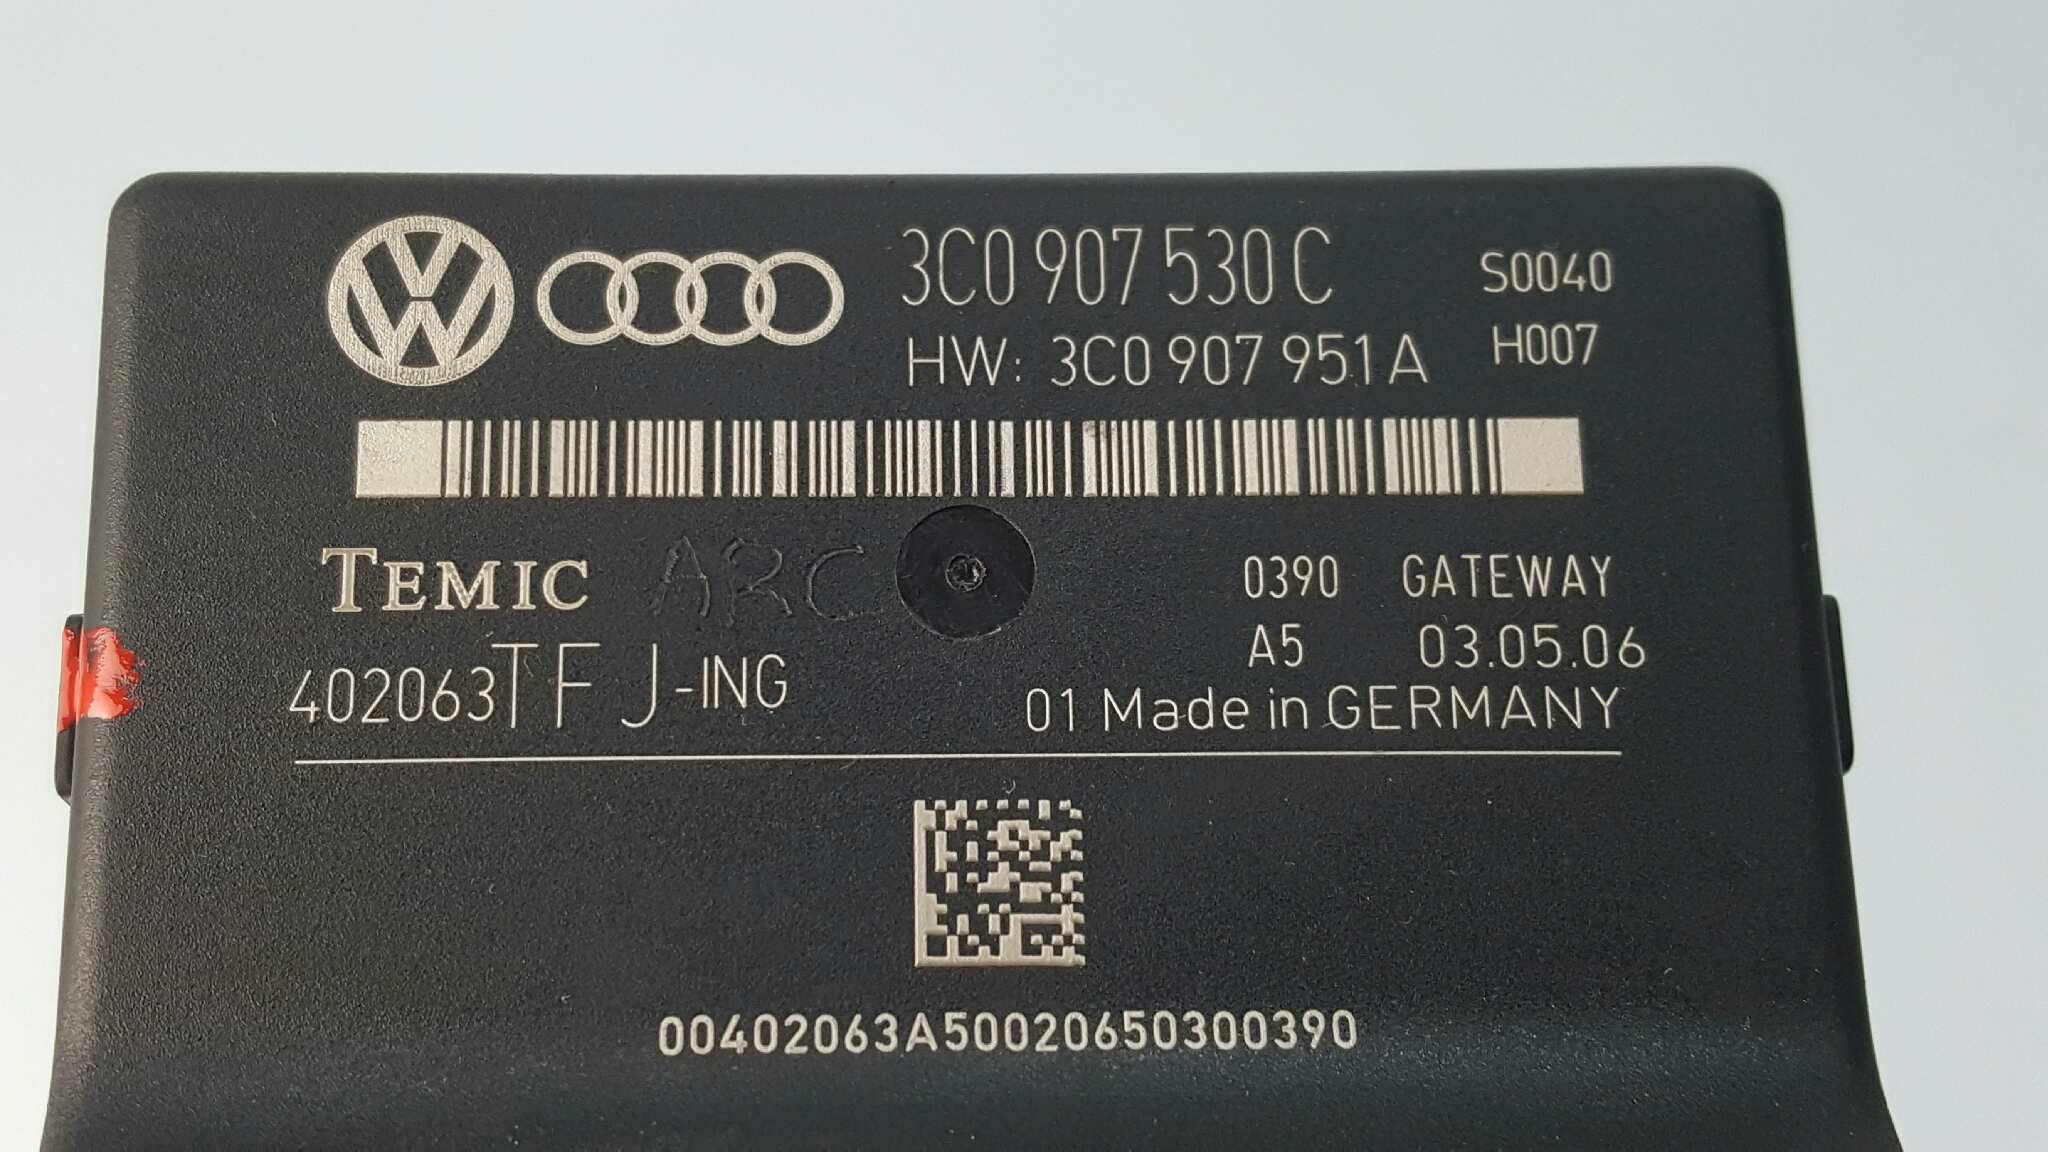 3C0 907 530 C S0040
HW: 3C0 907 951 A H007
TEMIC ARC 0390 GATEWAY
A5 03.05.06
402063TFJ-ING 01 Made in GERMANY
00402063A50020650300390